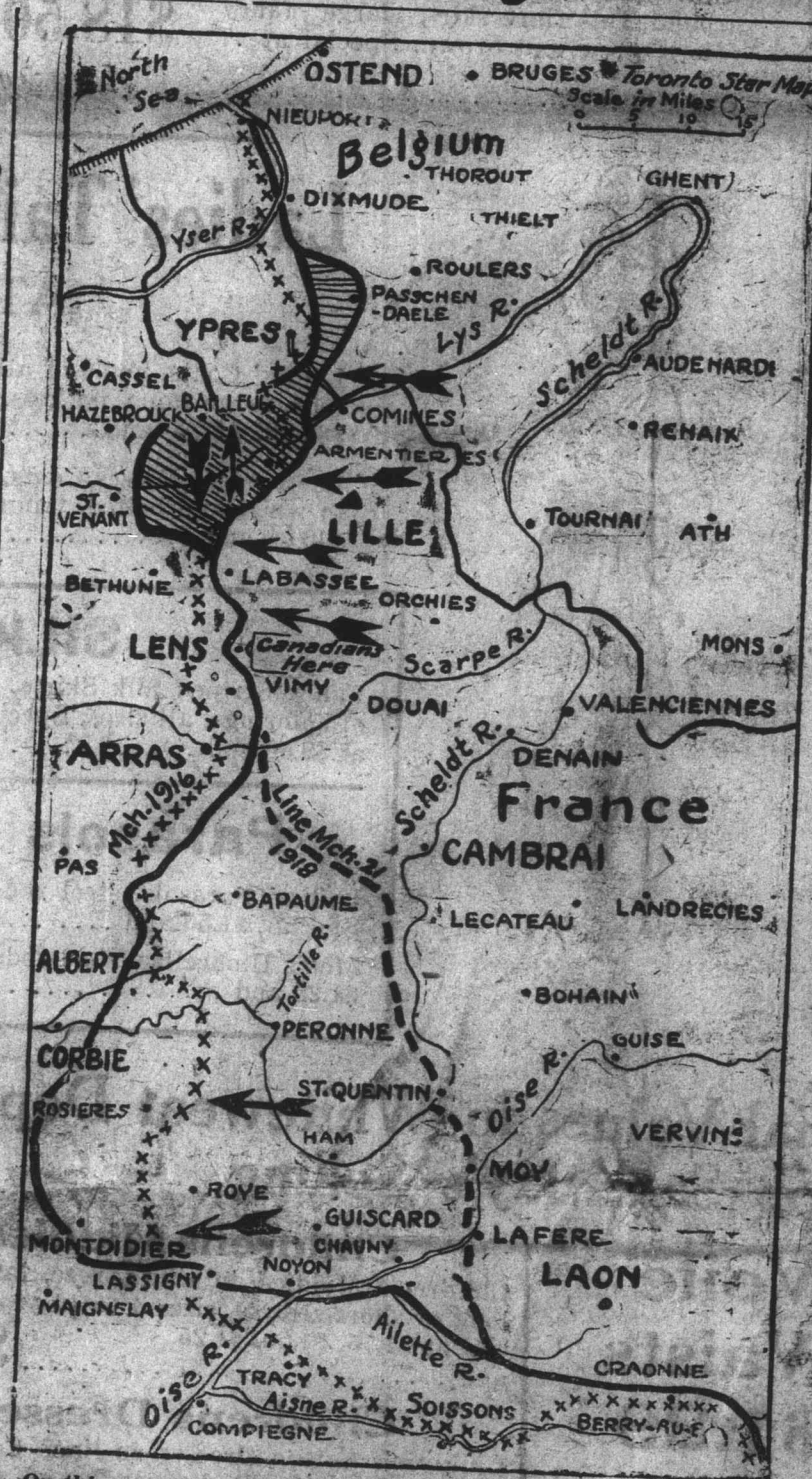 North
Sea
OSTEND
BRUGES
Toronto Star Map
Scale in Miles
0 5 10 15
NIEUPORT
Belgium
THOROUT
GHENT
DIXMUDE
THIELT
Yser R.
ROULERS
PASSCHEN
-DAELE
Lys R.
Scheldt R.
YPRES
AUDENARDE
CASSEL
HAZEBROUCK
BAILLEUL
COMINES
RENAIX
ARMENTIERES
ST.
VENANT
LILLE
TOURNAI
ATH
BETHUNE
LABASSEE
ORCHIES
LENS
Canadians
Here
Scarpe R.
MONS
VIMY
DOUAI
VALENCIENNES
ARRAS
Scheldt R.
DENAIN
Mch. 1916
Line Mch. 21
1918
France
PAS
CAMBRAI
BAPAUME
LECATEAU
LANDRECIES
ALBERT
Tortille R.
BOHAIN
PERONNE
GUISE
CORBIE
Oise R.
ST. QUENTIN
ROSIERES
HAM
VERVINS
MOY
ROYE
GUISCARD
LAFERE
MONTDIDIER
CHAUNY
NOYON
LAON
LASSIGNY
MAIGNELAY
Ailette R.
CRAONNE
Oise R.
TRACY
Aisne R.
SOISSONS
BERRY-AU-
COMPIEGNE